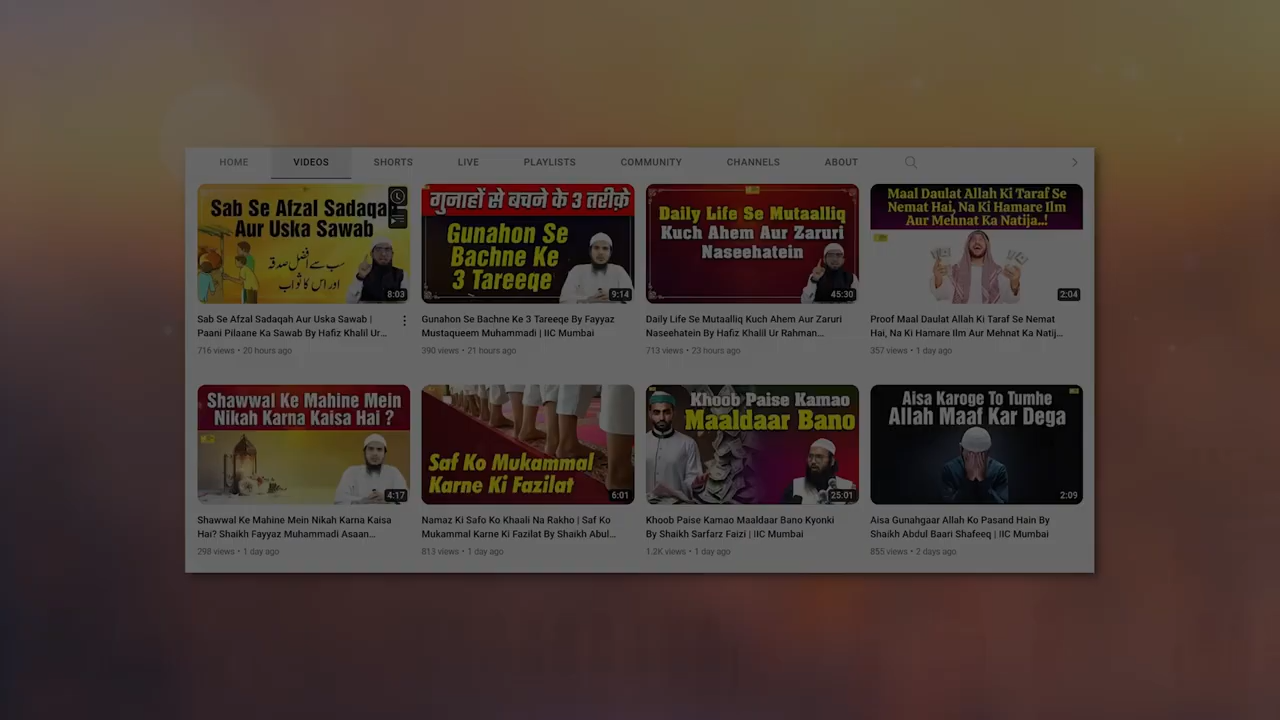 HOME VIDEOS SHORTS LIVE PLAYLISTS COMMUNITY CHANNELS ABOUT
Sab Se Afzal Sadaqa
Aur Uska Sawab
سب سے افضل صدقہ
اور اس کا ثواب
8:03
Sab Se Afzal Sadaqah Aur Uska Sawab |
Paani Pilaane Ka Sawab By Hafiz Khalil Ur...
716 views • 20 hours ago
गुनाहों से बचने के 3 तरीक़े
Gunahon Se
Bachne Ke
3 Tareeqe
9:14
Gunahon Se Bachne Ke 3 Tareeqe By Fayyaz
Mustaqueem Muhammadi | IIC Mumbai
390 views • 21 hours ago
Daily Life Se Mutaalliq
Kuch Ahem Aur Zaruri
Naseehatein
45:30
Daily Life Se Mutaalliq Kuch Ahem Aur Zaruri
Naseehatein By Hafiz Khalil Ur Rahman...
713 views • 23 hours ago
Maal Daulat Allah Ki Taraf Se
Nemat Hai, Na Ki Hamare Ilm
Aur Mehnat Ka Natija..!
2:04
Proof Maal Daulat Allah Ki Taraf Se Nemat
Hai, Na Ki Hamare Ilm Aur Mehnat Ka Natij...
357 views • 1 day ago
Shawwal Ke Mahine Mein
Nikah Karna Kaisa Hai ?
4:17
Shawwal Ke Mahine Mein Nikah Karna Kaisa
Hai? Shaikh Fayyaz Muhammadi Asaan...
298 views • 1 day ago
Saf Ko Mukammal
Karne Ki Fazilat
6:01
Namaz Ki Safo Ko Khaali Na Rakho | Saf Ko
Mukammal Karne Ki Fazilat By Shaikh Abul...
813 views • 1 day ago
Khoob Paise Kamao
Maaldaar Bano
25:01
Khoob Paise Kamao Maaldaar Bano Kyonki
By Shaikh Sarfarz Faizi | IIC Mumbai
1.2K views • 1 day ago
Aisa Karoge To Tumhe
Allah Maaf Kar Dega
2:09
Aisa Gunahgaar Allah Ko Pasand Hain By
Shaikh Abdul Baari Shafeeq | IIC Mumbai
855 views • 2 days ago